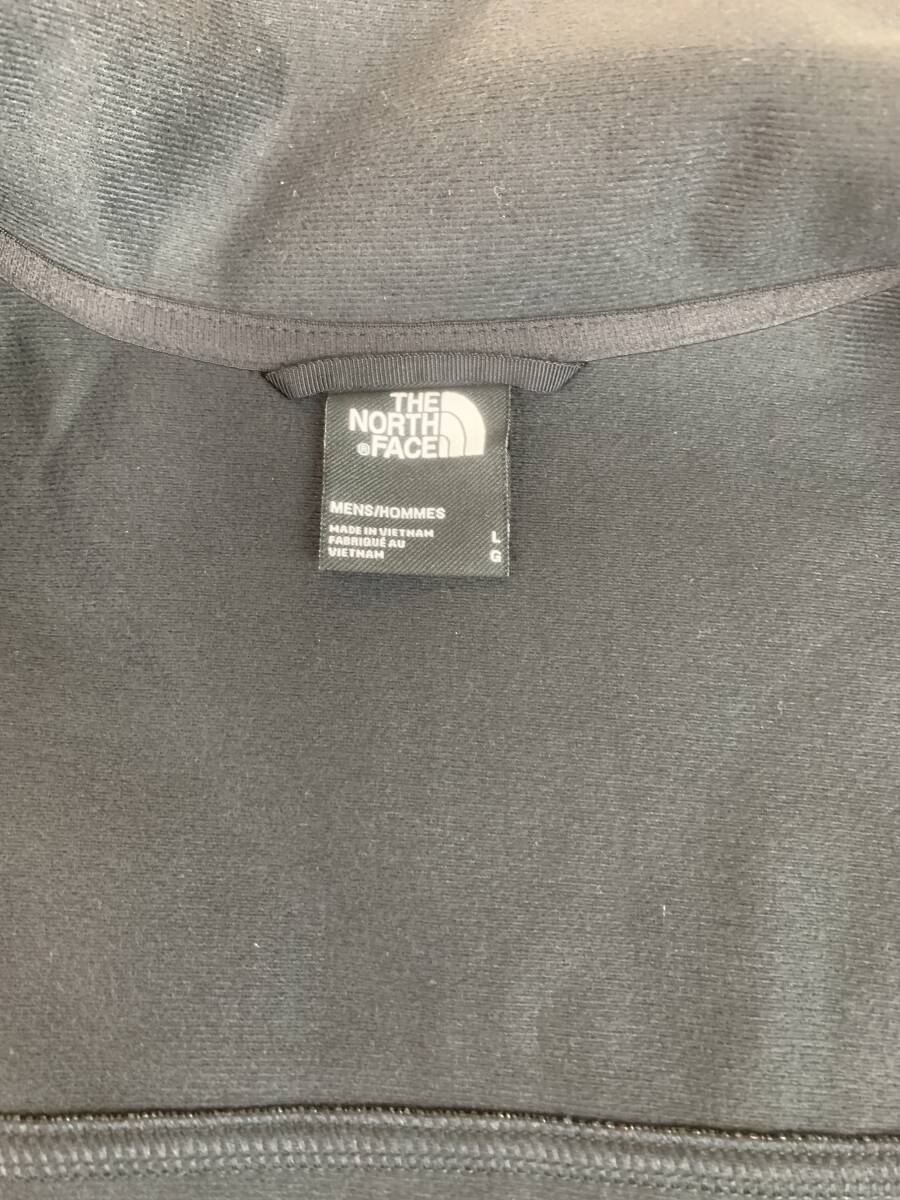 THE
NORTH
®FACE
MENS/HOMMES
MADE IN VIETNAM
FABRIQUÉ AU
VIETNAM
L
G